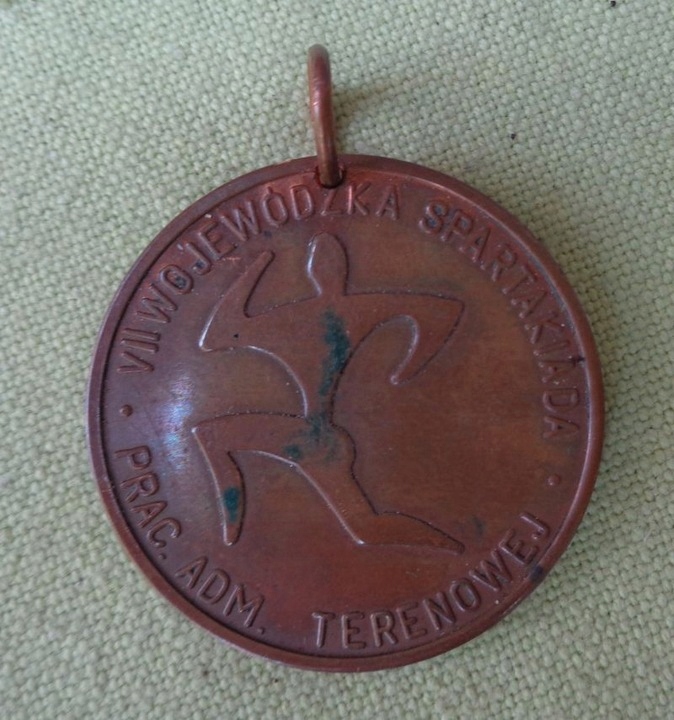 VII WOJEWÓDZKA SPARTAKIADA
PRAC. ADM. TERENOWEJ